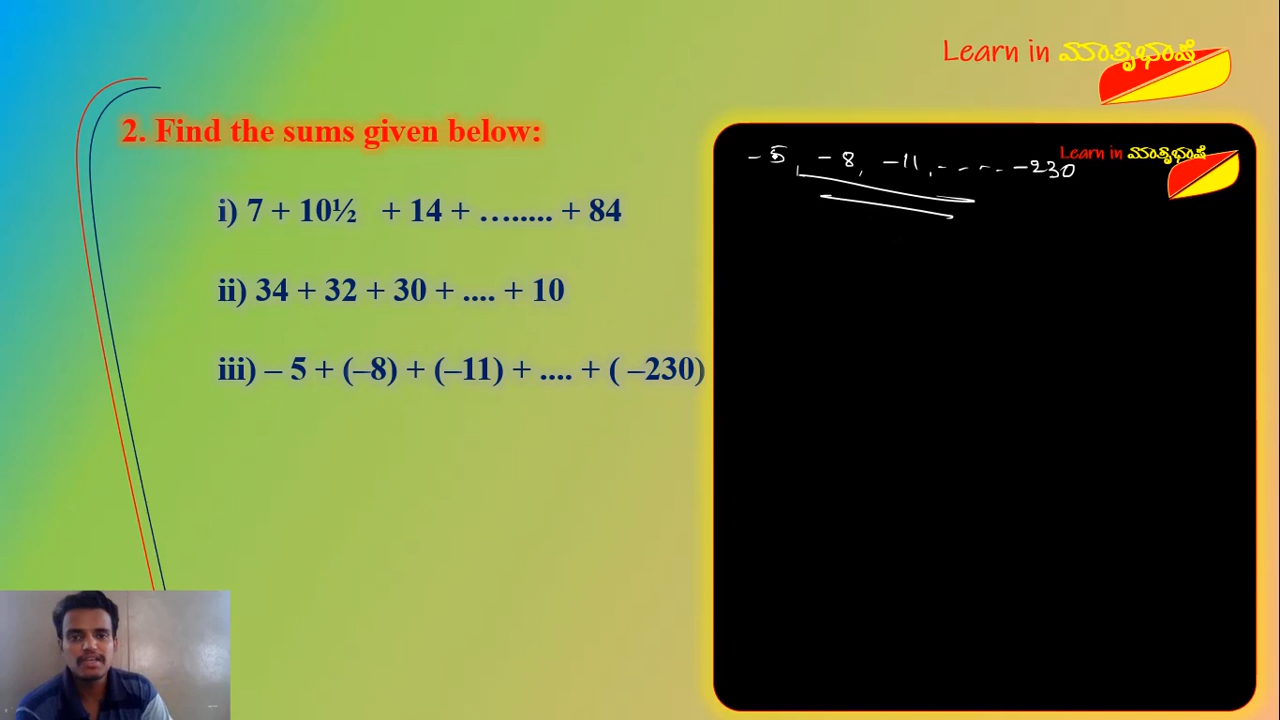 Learn in ಮಾತೃಭಾಷೆ
2. Find the sums given below:
i) 7 + 10½ + 14 + …..... + 84
ii) 34 + 32 + 30 + .... + 10
iii) – 5 + (–8) + (–11) + .... + ( –230)
-5, -8, -11, - - - - -230
Learn in ಮಾತೃಭಾಷೆ